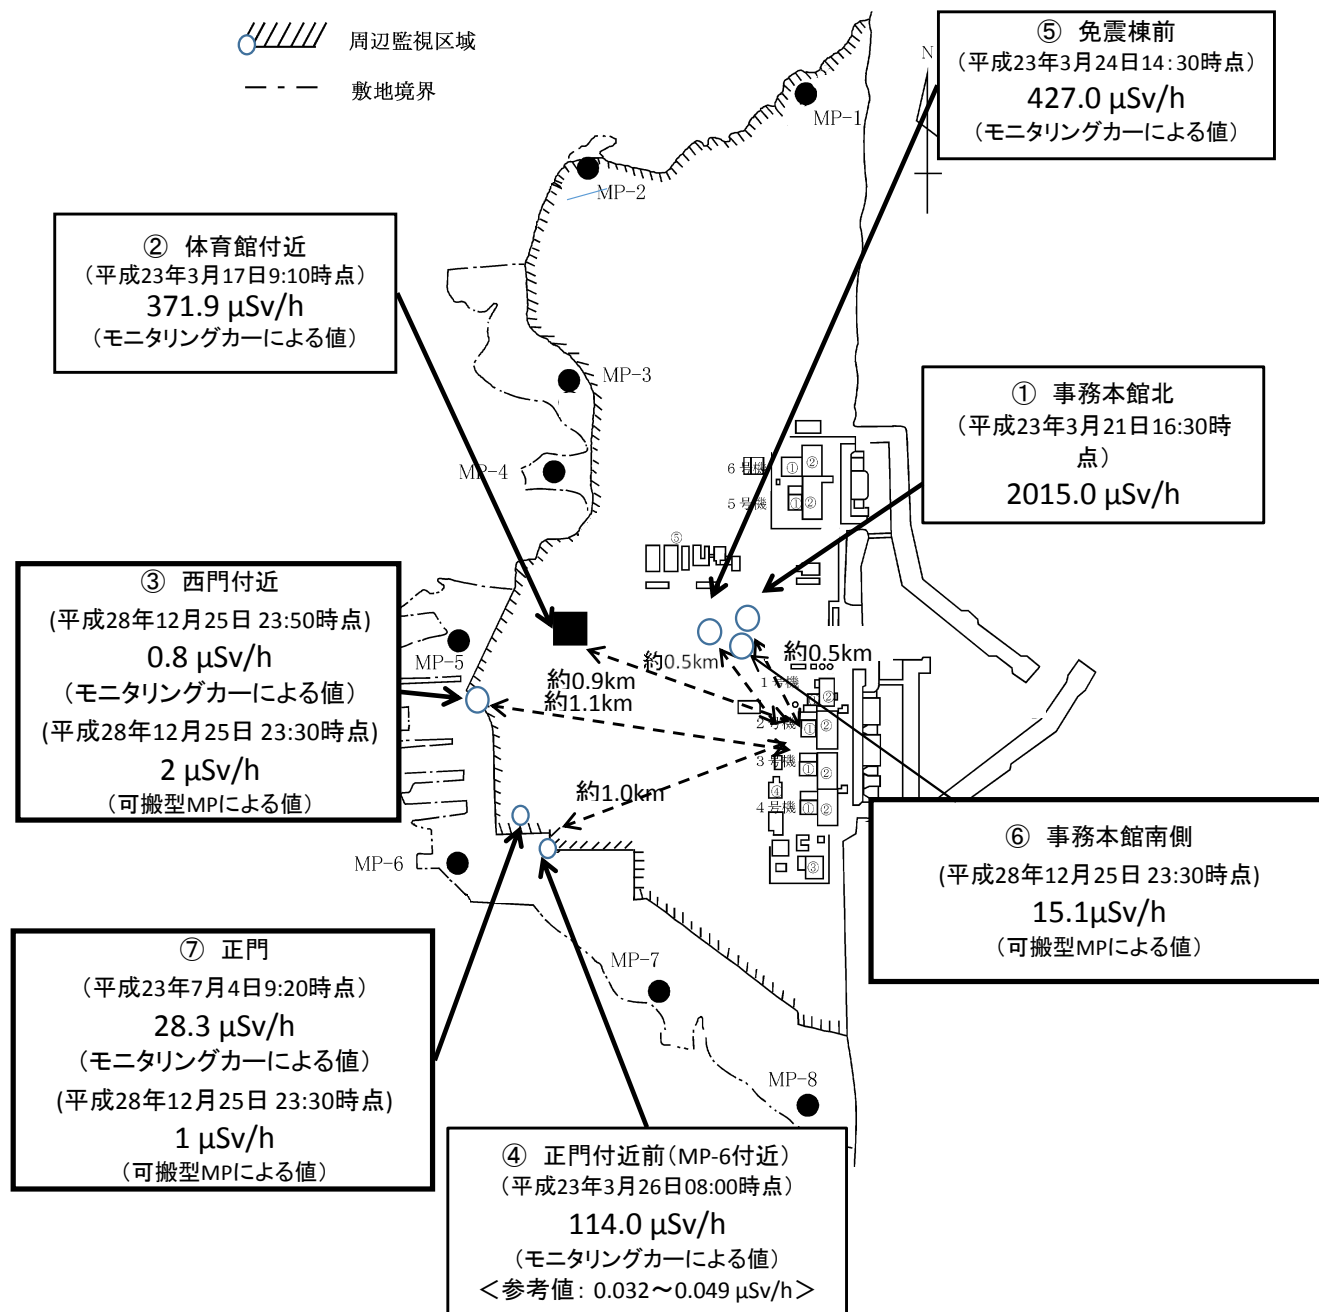 周辺監視区域
敷地境界
N
⑤ 免震棟前
(平成23年3月24日14:30時点)
427.0 μSv/h
(モニタリングカーによる値)
MP-1
MP-2
② 体育館付近
(平成23年3月17日9:10時点)
371.9 μSv/h
(モニタリングカーによる値)
MP-3
MP-4
① 事務本館北
(平成23年3月21日16:30時
点)
2015.0 μSv/h
6号機
①
②
5号機
①
②
⑤
③ 西門付近
(平成28年12月25日 23:50時点)
0.8 μSv/h
(モニタリングカーによる値)
(平成28年12月25日 23:30時点)
2 μSv/h
(可搬型MPによる値)
MP-5
約0.5km
約0.5km
約0.9km
約1.1km
1号機
②
2号機
①
②
3号機
①
②
約1.0km
④
4号機
①
②
③
MP-6
⑥ 事務本館南側
(平成28年12月25日 23:30時点)
15.1μSv/h
(可搬型MPによる値)
⑦ 正門
(平成23年7月4日9:20時点)
28.3 μSv/h
(モニタリングカーによる値)
(平成28年12月25日 23:30時点)
1 μSv/h
(可搬型MPによる値)
MP-7
MP-8
④ 正門付近前(MP-6付近)
(平成23年3月26日08:00時点)
114.0 μSv/h
(モニタリングカーによる値)
<参考値: 0.032～0.049 μSv/h>